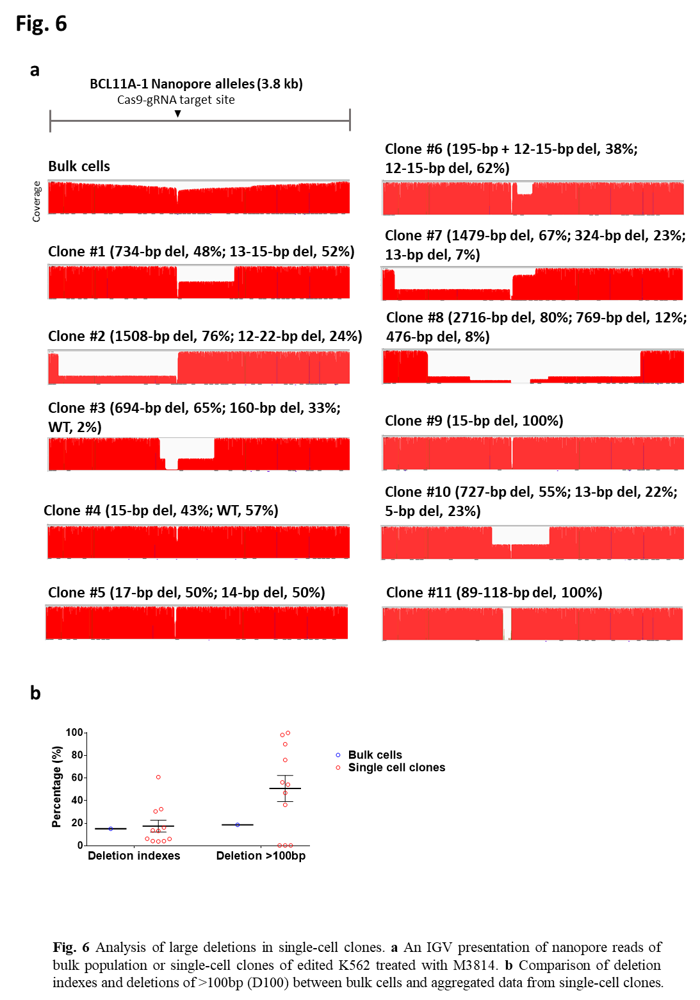 Fig. 6
a
BCL11A-1 Nanopore alleles (3.8 kb)
Cas9-gRNA target site
Bulk cells
Coverage
Clone #1 (734-bp del, 48%; 13-15-bp del, 52%)
Clone #2 (1508-bp del, 76%; 12-22-bp del, 24%)
Clone #3 (694-bp del, 65%; 160-bp del, 33%;
WT, 2%)
Clone #4 (15-bp del, 43%; WT, 57%)
Clone #5 (17-bp del, 50%; 14-bp del, 50%)
Clone #6 (195-bp + 12-15-bp del, 38%;
12-15-bp del, 62%)
Clone #7 (1479-bp del, 67%; 324-bp del, 23%;
13-bp del, 7%)
Clone #8 (2716-bp del, 80%; 769-bp del, 12%;
476-bp del, 8%)
Clone #9 (15-bp del, 100%)
Clone #10 (727-bp del, 55%; 13-bp del, 22%;
5-bp del, 23%)
Clone #11 (89-118-bp del, 100%)
b
Percentage (%)
100
80
60
40
20
0
Deletion indexes
Deletion >100bp
Bulk cells
Single cell clones
Fig. 6 Analysis of large deletions in single-cell clones. a An IGV presentation of nanopore reads of
bulk population or single-cell clones of edited K562 treated with M3814. b Comparison of deletion
indexes and deletions of >100bp (D100) between bulk cells and aggregated data from single-cell clones.